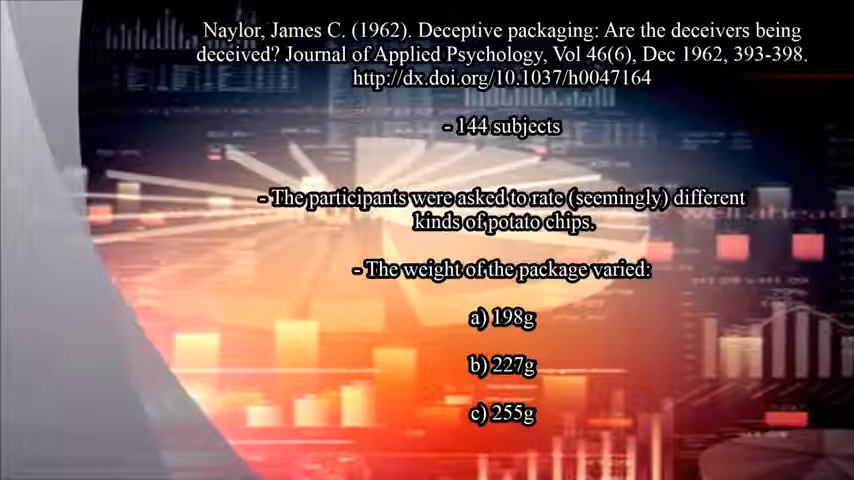 Naylor, James C. (1962). Deceptive packaging: Are the deceivers being
deceived? Journal of Applied Psychology, Vol 46(6), Dec 1962, 393-398.
http://dx.doi.org/10.1037/h0047164
- 144 subjects
- The participants were asked to rate (seemingly) different
kinds of potato chips.
- The weight of the package varied:
a) 198g
b) 227g
c) 255g